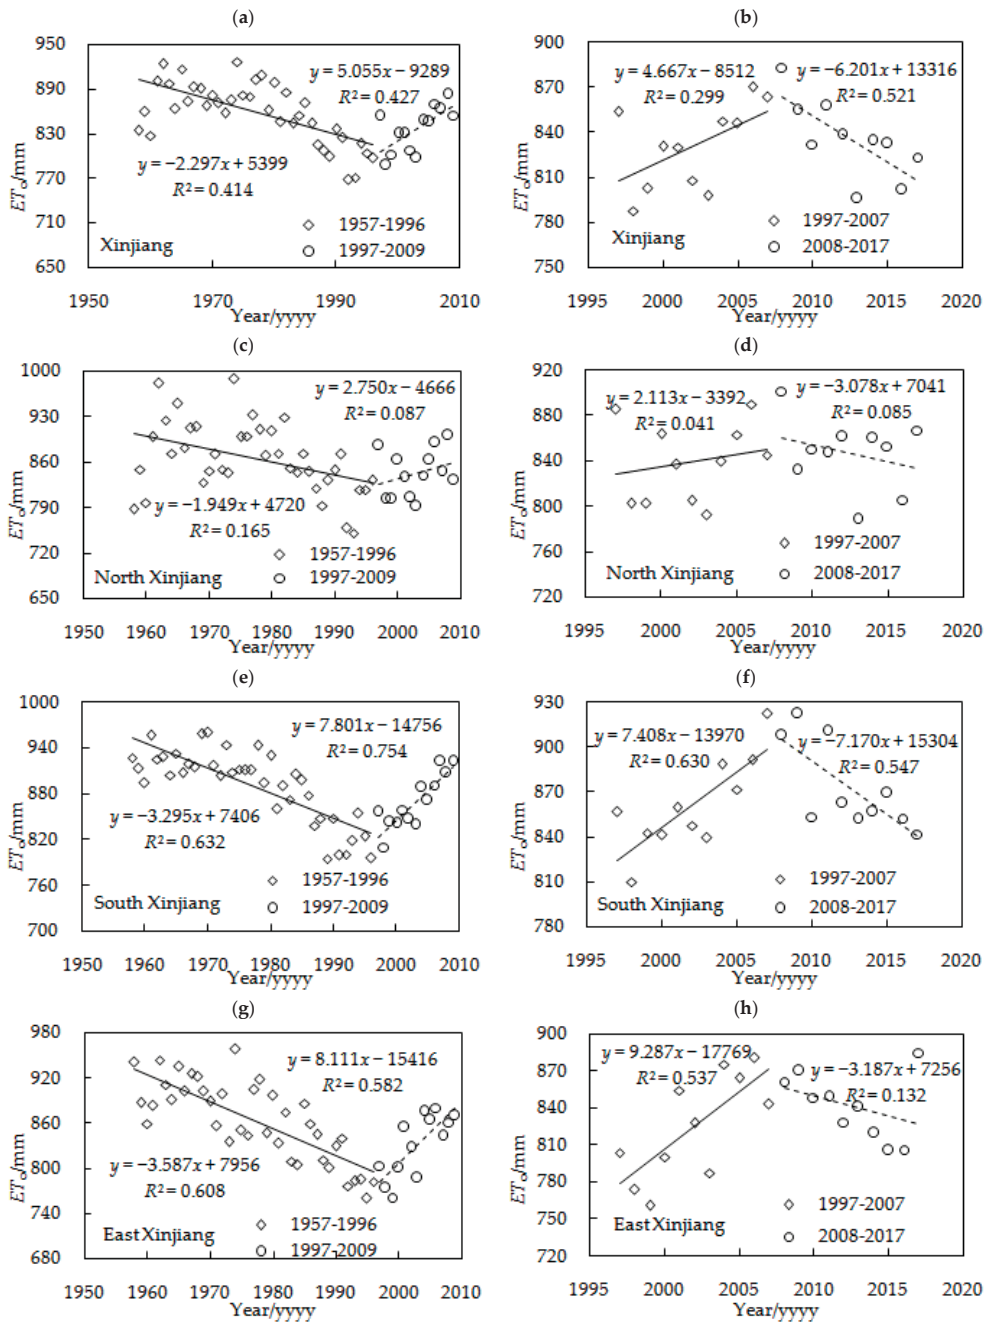 (a)
950
890
830
770
710
650
ETo/mm
y = 5.055x − 9289
R² = 0.427
y = −2.297x + 5399
R² = 0.414
1957-1996
1997-2009
Xinjiang
1950
1970
1990
2010
Year/yyyy
(b)
900
870
840
810
780
750
ETo/mm
y = 4.667x − 8512
R² = 0.299
y = −6.201x + 13316
R² = 0.521
1997-2007
2008-2017
Xinjiang
1995
2000
2005
2010
2015
2020
Year/yyyy
(c)
1000
930
860
790
720
650
ETo/mm
y = 2.750x − 4666
R² = 0.087
y = −1.949x + 4720
R² = 0.165
1957-1996
1997-2009
North Xinjiang
1950
1960
1970
1980
1990
2000
2010
Year/yyyy
(d)
920
880
840
800
760
720
ETo/mm
y = 2.113x − 3392
R² = 0.041
y = −3.078x + 7041
R² = 0.085
1997-2007
2008-2017
North Xinjiang
1995
2000
2005
2010
2015
2020
Year/yyyy
(e)
1000
940
880
820
760
700
ETo/mm
y = 7.801x − 14756
R² = 0.754
y = −3.295x + 7406
R² = 0.632
1957-1996
1997-2009
South Xinjiang
1950
1960
1970
1980
1990
2000
2010
Year/yyyy
(f)
930
900
870
840
810
780
ETo/mm
y = 7.408x − 13970
R² = 0.630
y = −7.170x + 15304
R² = 0.547
1997-2007
2008-2017
South Xinjiang
1995
2000
2005
2010
2015
2020
Year/yyyy
(g)
980
920
860
800
740
680
ETo/mm
y = 8.111x − 15416
R² = 0.582
y = −3.587x + 7956
R² = 0.608
1957-1996
1997-2009
East Xinjiang
1950
1960
1970
1980
1990
2000
2010
Year/yyyy
(h)
900
870
840
810
780
750
720
ETo/mm
y = 9.287x − 17769
R² = 0.537
y = −3.187x + 7256
R² = 0.132
1997-2007
2008-2017
East Xinjiang
1995
2000
2005
2010
2015
2020
Year/yyyy